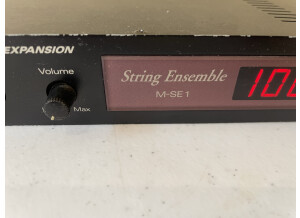 EXPANSION
Volume
Max
String Ensemble
M-SE1